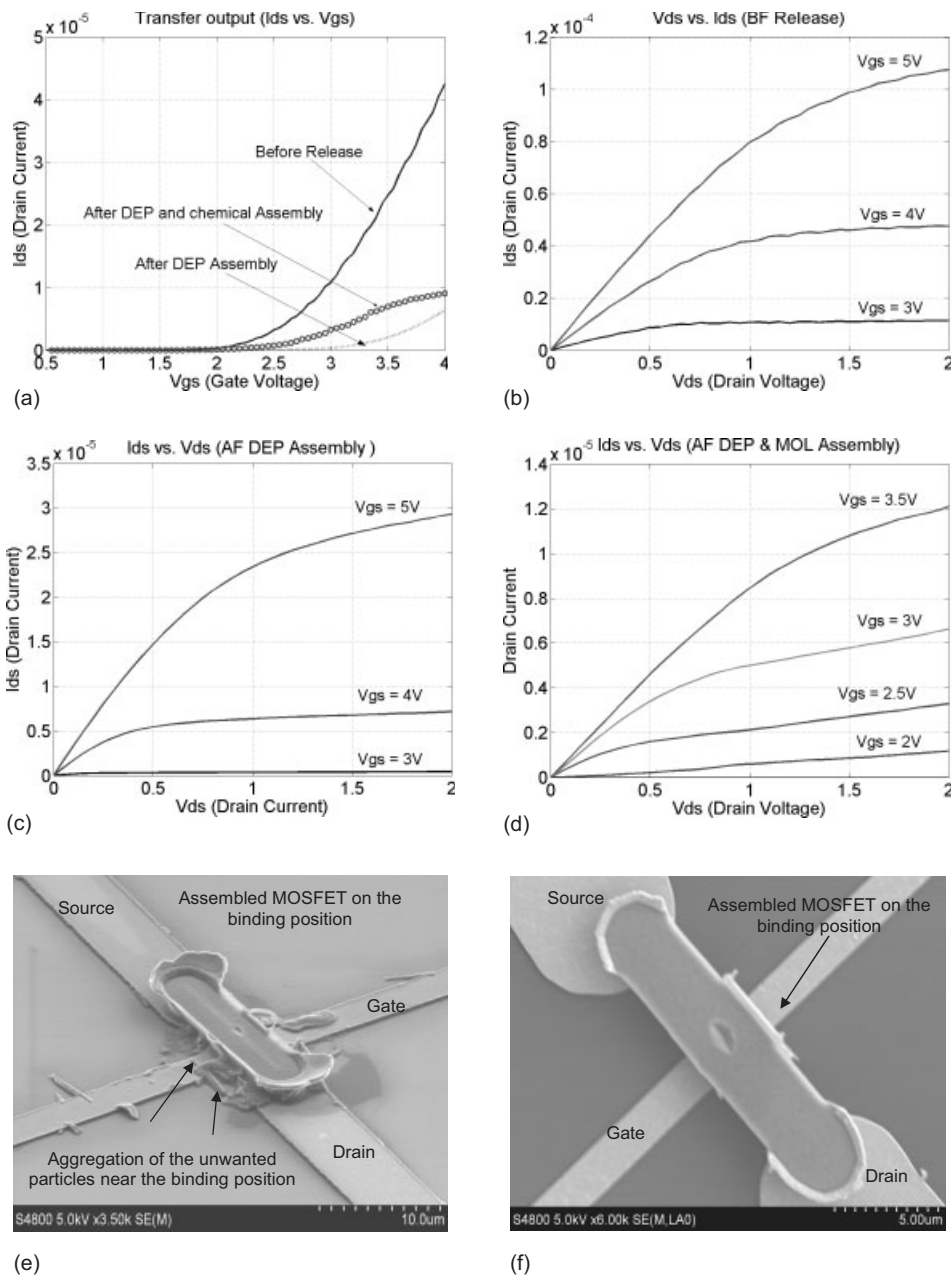 Transfer output (Ids vs. Vgs)
x 10-5
5
4
3
2
1
0
0.5 1 1.5 2 2.5 3 3.5 4
Ids (Drain Current)
Vgs (Gate Voltage)
Before Release
After DEP and chemical Assembly
After DEP Assembly
(a)
Vds vs. Ids (BF Release)
x 10-4
1.2
1
0.8
0.6
0.4
0.2
0
0 0.5 1 1.5 2
Ids (Drain Current)
Vds (Drain Voltage)
Vgs = 5V
Vgs = 4V
Vgs = 3V
(b)
Ids vs. Vds (AF DEP Assembly )
x 10-5
3.5
3
2.5
2
1.5
1
0.5
0
0 0.5 1 1.5 2
Ids (Drain Current)
Vds (Drain Current)
Vgs = 5V
Vgs = 4V
Vgs = 3V
(c)
Ids vs. Vds (AF DEP & MOL Assembly)
x 10-5
1.4
1.2
1
0.8
0.6
0.4
0.2
0
0 0.5 1 1.5 2
Drain Current
Vds (Drain Voltage)
Vgs = 3.5V
Vgs = 3V
Vgs = 2.5V
Vgs = 2V
(d)
Source
Assembled MOSFET on the
binding position
Gate
Drain
Aggregation of the unwanted
particles near the binding position
S4800 5.0kV x3.50k SE(M)
10.0um
(e)
Source
Assembled MOSFET on the
binding position
Gate
Drain
S4800 5.0kV x6.00k SE(M,LA0)
5.00um
(f)